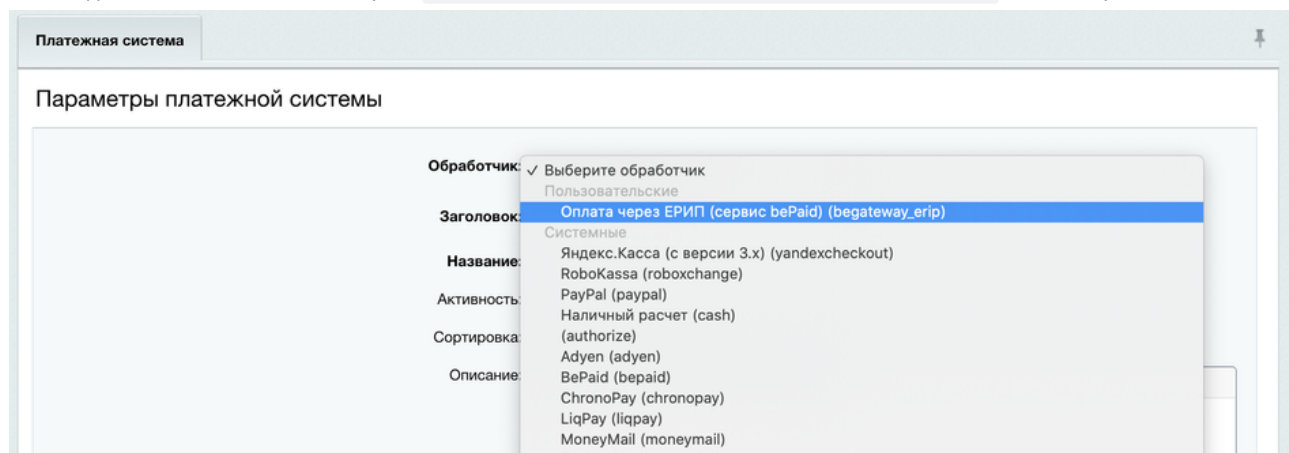 Платежная система
Параметры платежной системы
Обработчик:
✓ Выберите обработчик
Пользовательские
Заголовок:
Оплата через ЕРИП (сервис bePaid) (begateway_erip)
Системные
Название:
Яндекс.Касса (с версии 3.x) (yandexcheckout)
RoboKassa (roboxchange)
Активность:
PayPal (paypal)
Наличный расчет (cash)
Сортировка:
(authorize)
Adyen (adyen)
Описание:
BePaid (bepaid)
ChronoPay (chronopay)
LiqPay (liqpay)
MoneyMail (moneymail)